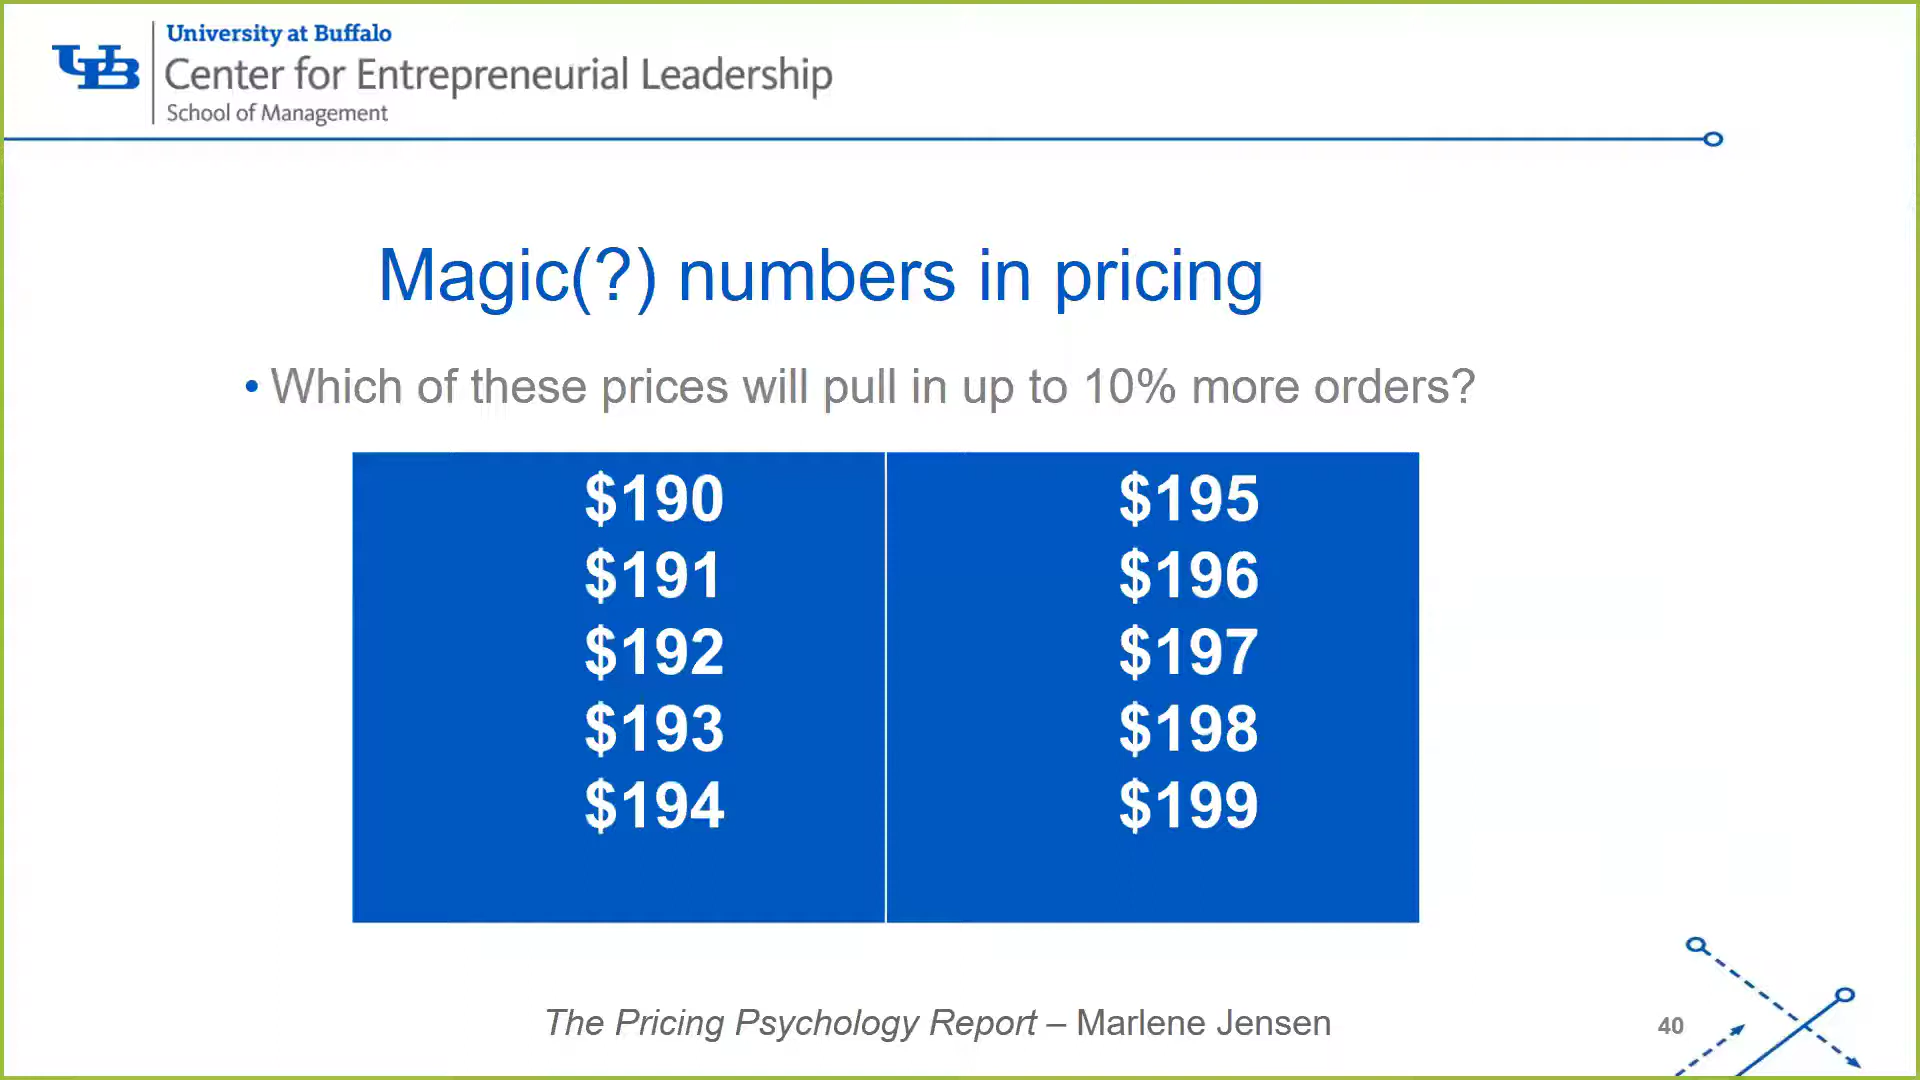 UB
University at Buffalo
Center for Entrepreneurial Leadership
School of Management
Magic(?) numbers in pricing
• Which of these prices will pull in up to 10% more orders?
$190
$191
$192
$193
$194
$195
$196
$197
$198
$199
The Pricing Psychology Report – Marlene Jensen
40